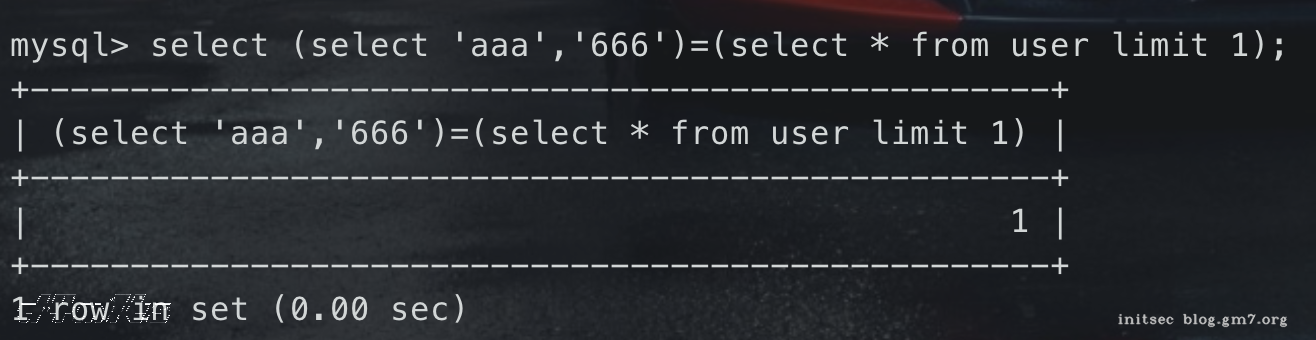 mysql> select (select 'aaa','666')=(select * from user limit 1);
+---------------------------------------------------+
| (select 'aaa','666')=(select * from user limit 1) |
+---------------------------------------------------+
|                                                 1 |
+---------------------------------------------------+
1 row in set (0.00 sec)
initsec blog.gm7.org